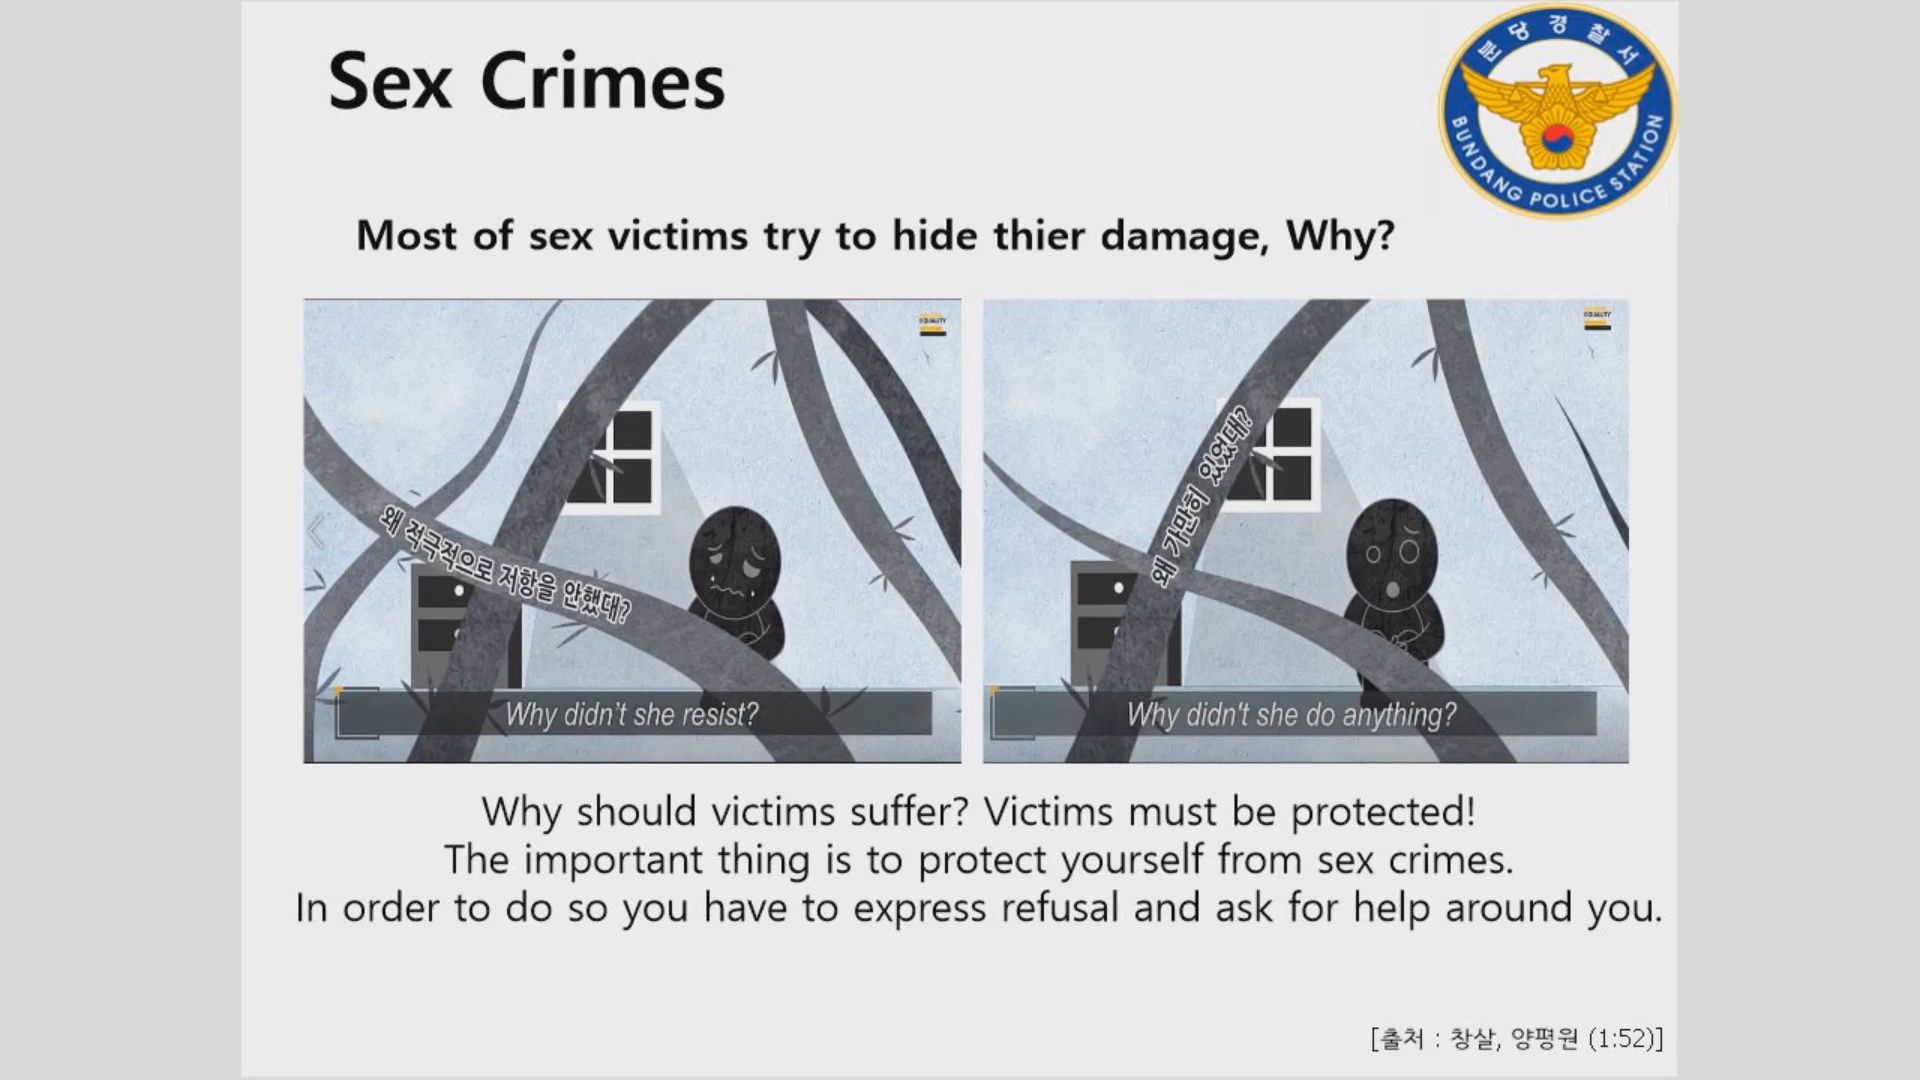 Sex Crimes
분당경찰서
BUNDANG POLICE STATION
Most of sex victims try to hide thier damage, Why?
EQUALITY
왜 적극적으로 저항을 안했대?
Why didn't she resist?
EQUALITY
왜 가만히 있었대?
Why didn't she do anything?
Why should victims suffer? Victims must be protected!
The important thing is to protect yourself from sex crimes.
In order to do so you have to express refusal and ask for help around you.
[출처 : 창살, 양평원 (1:52)]